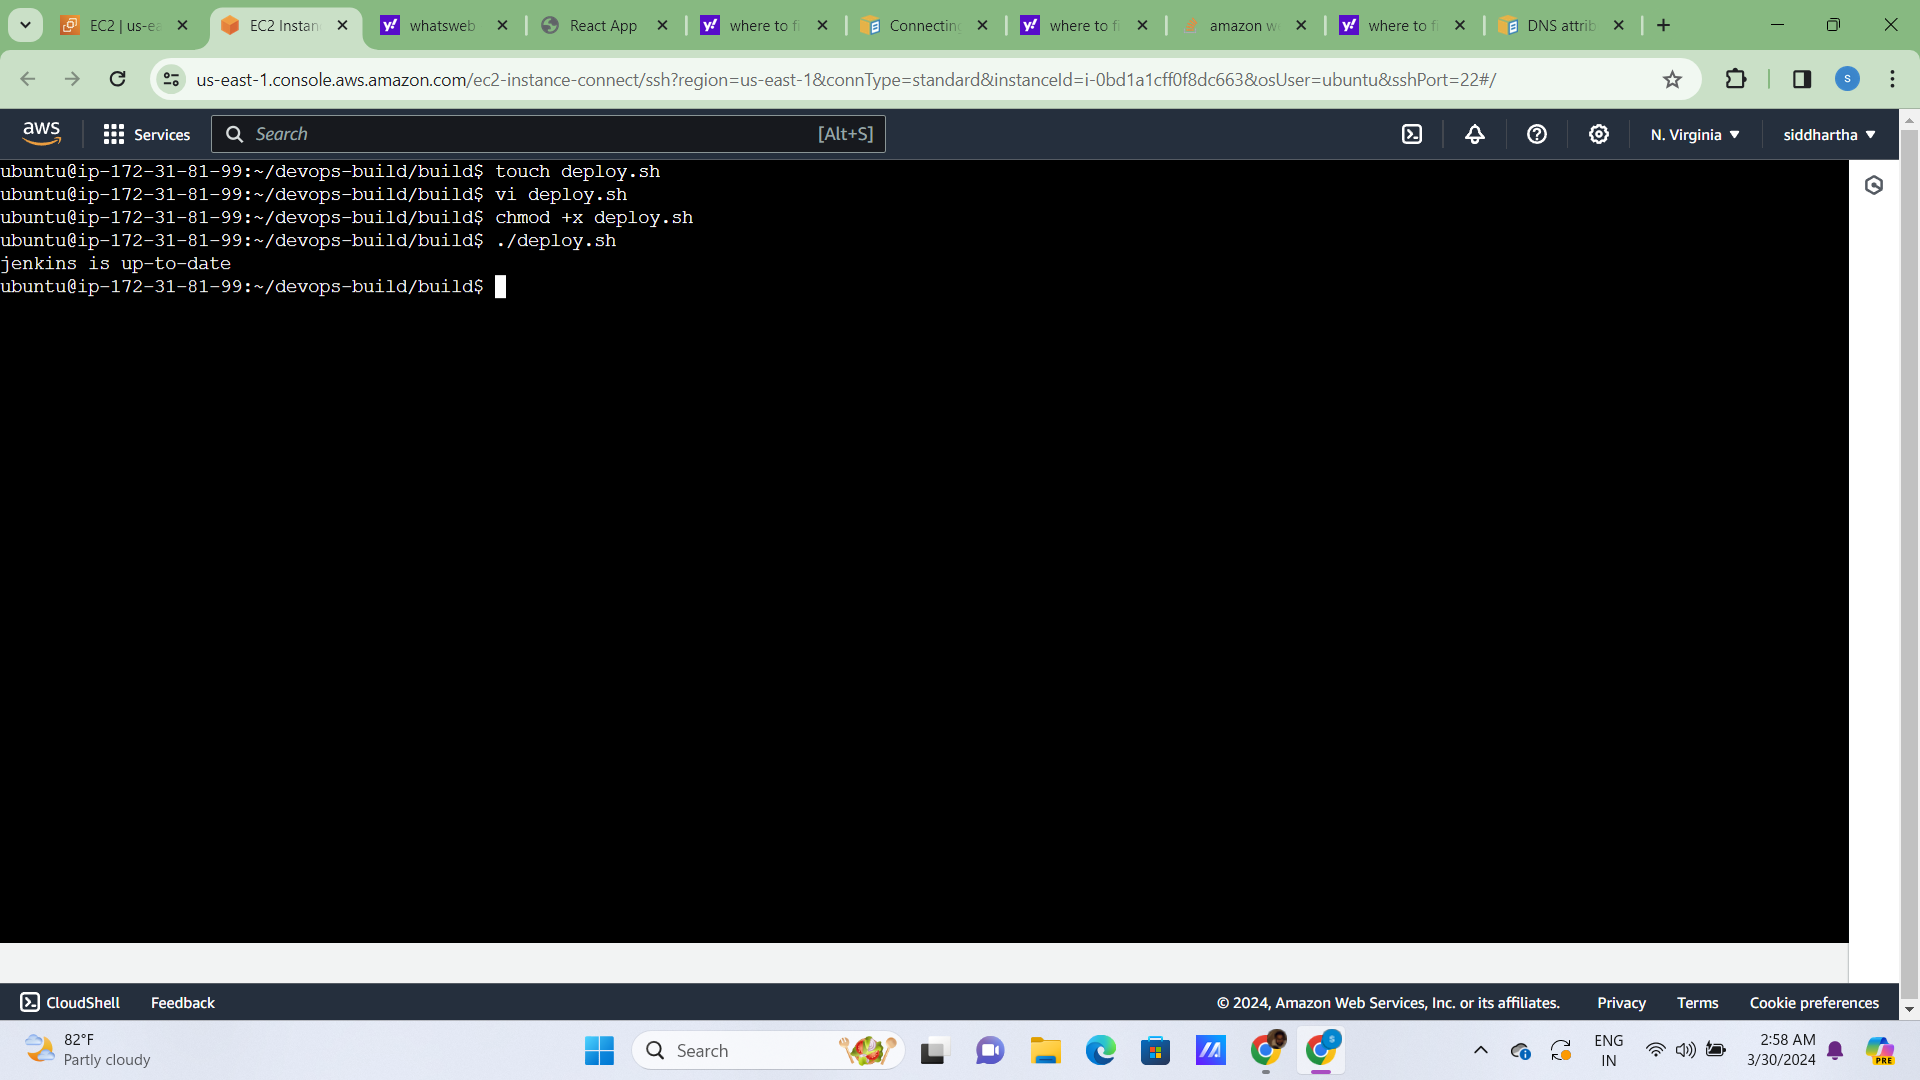 EC2 | us-ea
EC2 Instan
whatsweb
React App
where to fi
Connecting
where to fi
amazon we
where to fi
DNS attrib
us-east-1.console.aws.amazon.com/ec2-instance-connect/ssh?region=us-east-1&connType=standard&instanceId=i-0bd1a1cff0f8dc663&osUser=ubuntu&sshPort=22#/
S
aws
Services
Search
[Alt+S]
N. Virginia
siddhartha
ubuntu@ip-172-31-81-99:~/devops-build/build$ touch deploy.sh
ubuntu@ip-172-31-81-99:~/devops-build/build$ vi deploy.sh
ubuntu@ip-172-31-81-99:~/devops-build/build$ chmod +x deploy.sh
ubuntu@ip-172-31-81-99:~/devops-build/build$ ./deploy.sh
jenkins is up-to-date
ubuntu@ip-172-31-81-99:~/devops-build/build$
CloudShell
Feedback
© 2024, Amazon Web Services, Inc. or its affiliates.
Privacy
Terms
Cookie preferences
82°F
Partly cloudy
Search
ENG
IN
2:58 AM
3/30/2024
PRE